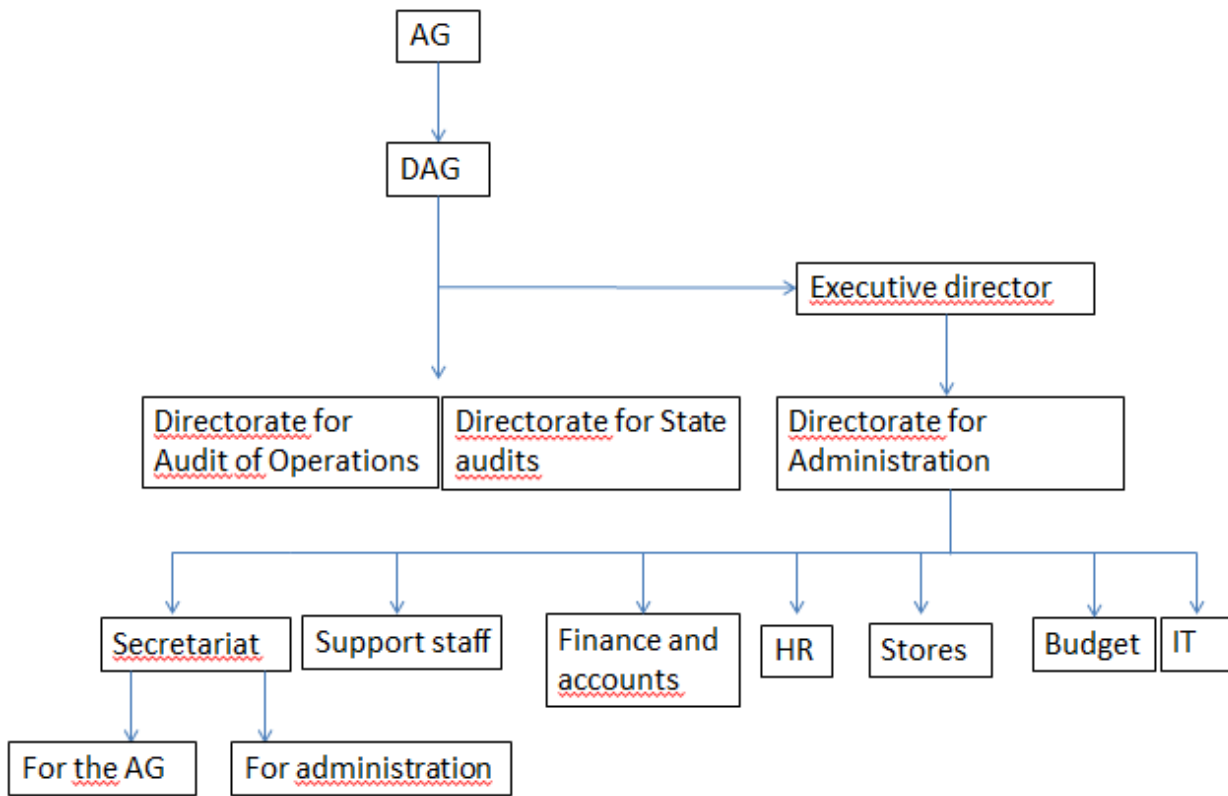 AG
DAG
Executive director
Directorate for
Audit of Operations
Directorate for State
audits
Directorate for
Administration
Secretariat
Support staff
Finance and
accounts
HR
Stores
Budget
IT
For the AG
For administration